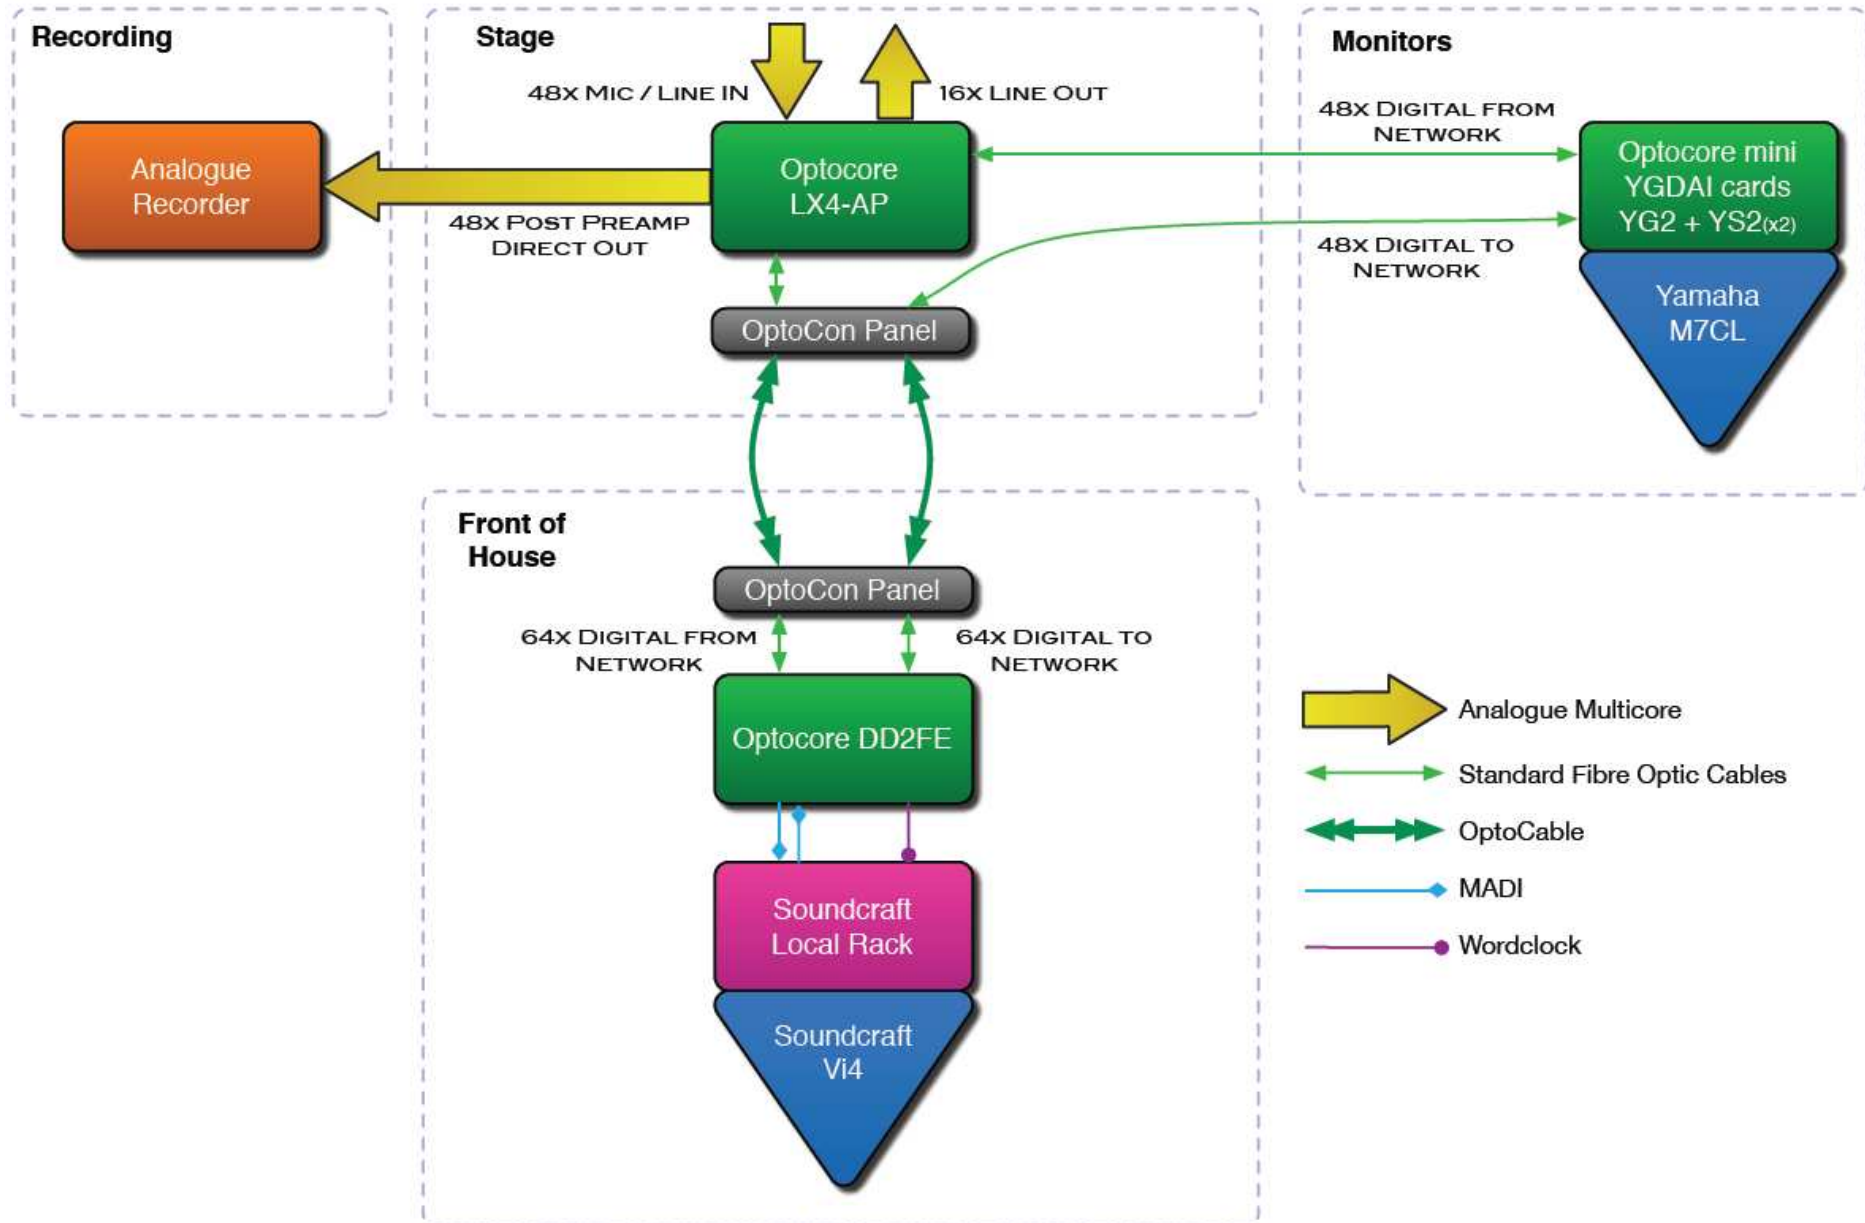 Recording
Analogue
Recorder
Stage
48x Mic / Line IN
16x Line Out
Optocore
LX4-AP
48x Post Preamp
Direct Out
OptoCon Panel
Monitors
48x Digital from
Network
48x Digital to
Network
Optocore mini
YGDAI cards
YG2 + YS2(x2)
Yamaha
M7CL
Front of
House
OptoCon Panel
64x Digital from
Network
64x Digital to
Network
Optocore DD2FE
Soundcraft
Local Rack
Soundcraft
Vi4
Analogue Multicore
Standard Fibre Optic Cables
OptoCable
MADI
Wordclock